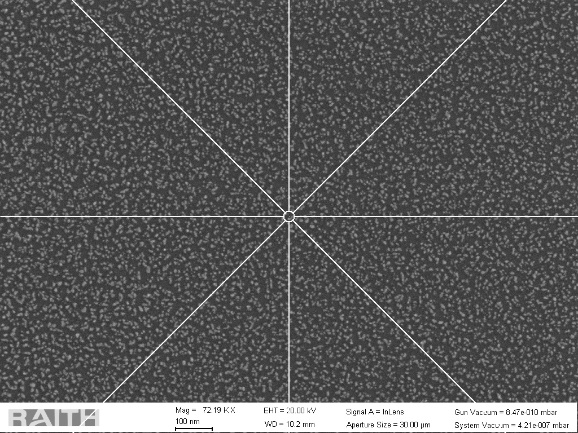 RAITH
Mag = 72.19 K X
100 nm
EHT = 20.00 kV
WD = 10.2 mm
Signal A = InLens
Aperture Size = 30.00 µm
Gun Vacuum = 8.47e-010 mbar
System Vacuum = 4.21e-007 mbar